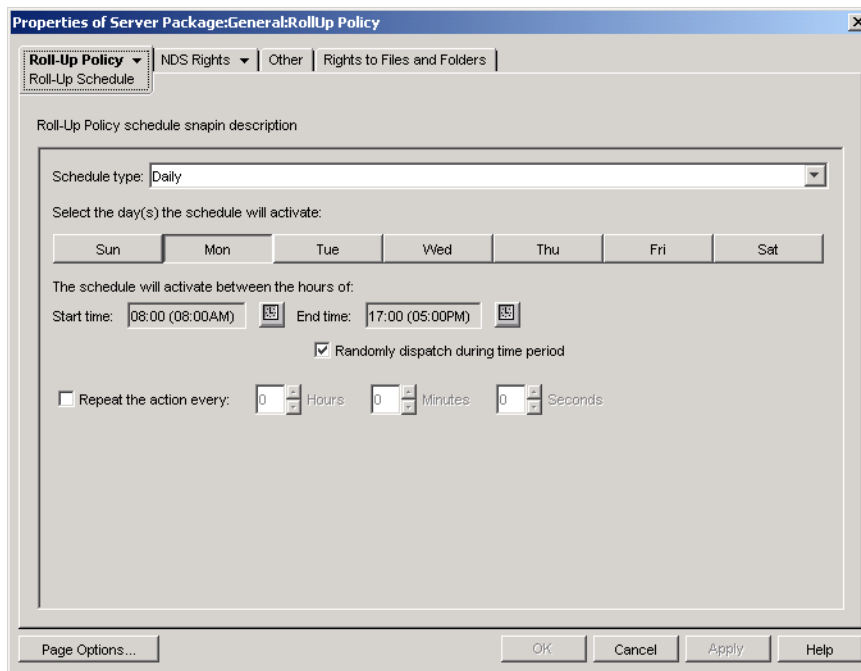 Properties of Server Package:General:RollUp Policy
Roll-Up Policy NDS Rights Other Rights to Files and Folders
Roll-Up Schedule
Roll-Up Policy schedule snapin description
Schedule type: Daily
Select the day(s) the schedule will activate:
Sun Mon Tue Wed Thu Fri Sat
The schedule will activate between the hours of:
Start time: 08:00 (08:00AM) End time: 17:00 (05:00PM)
Randomly dispatch during time period
Repeat the action every: 0 Hours 0 Minutes 0 Seconds
Page Options... OK Cancel Apply Help